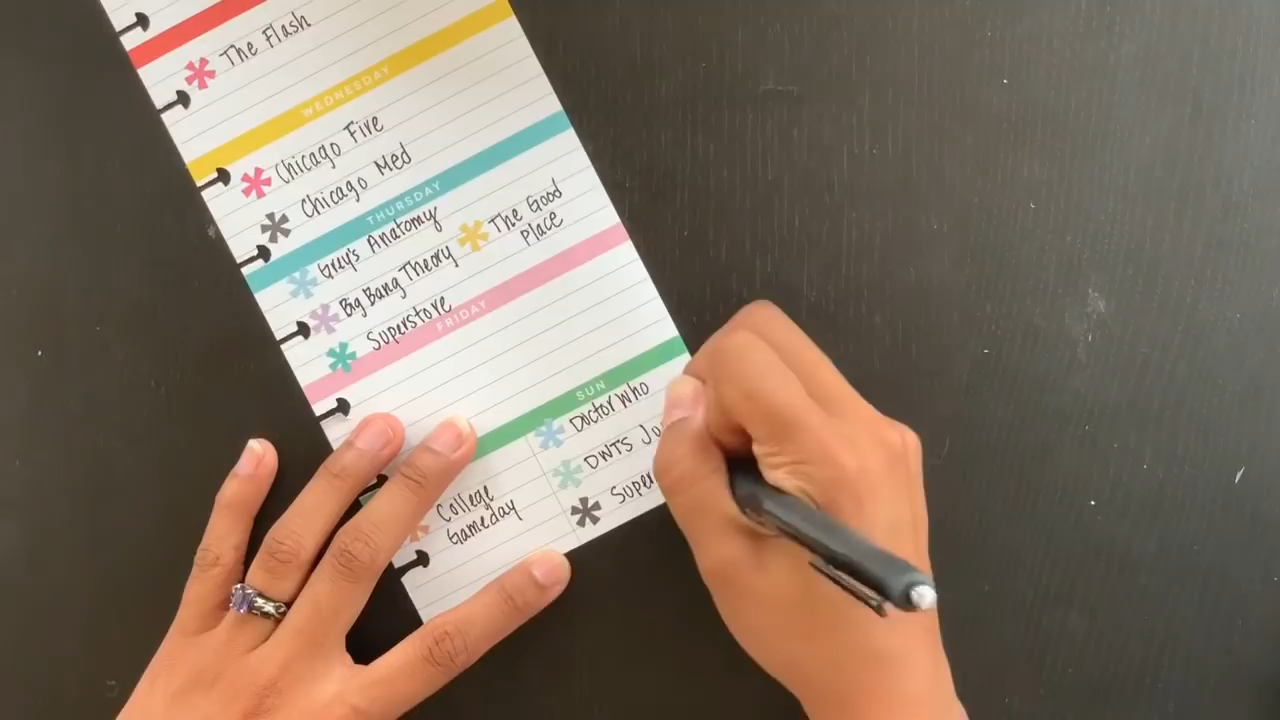 The Flash
WEDNESDAY
Chicago Fire
Chicago Med
THURSDAY
Grey's Anatomy
The Good
Place
Big Bang Theory
Superstore
FRIDAY
SUN
Doctor Who
DWTS
College
Gameday